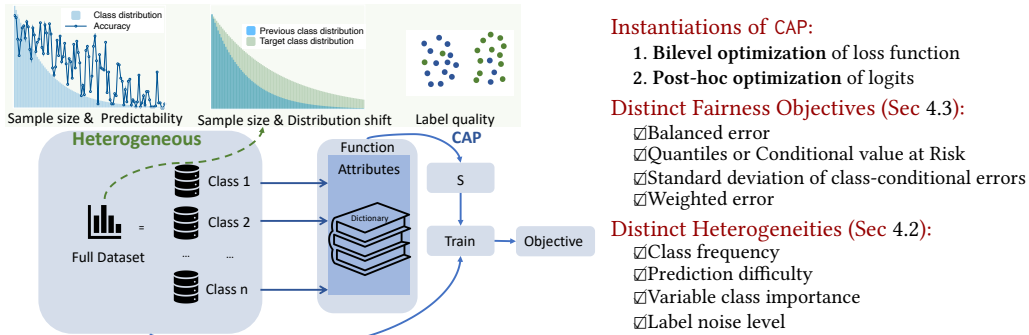 Class distribution
Accuracy
Previous class distribution
Target class distribution
Sample size & Predictability
Sample size & Distribution shift
Label quality
Heterogeneous
CAP
Function
Attributes
Class 1
Class 2
Dictionary
S
=
Full Dataset
Train
Objective
...
...
Class n
Instantiations of CAP:
1. Bilevel optimization of loss function
2. Post-hoc optimization of logits
Distinct Fairness Objectives (Sec 4.3):
☑Balanced error
☑Quantiles or Conditional value at Risk
☑Standard deviation of class-conditional errors
☑Weighted error
Distinct Heterogeneities (Sec 4.2):
☑Class frequency
☑Prediction difficulty
☑Variable class importance
☑Label noise level